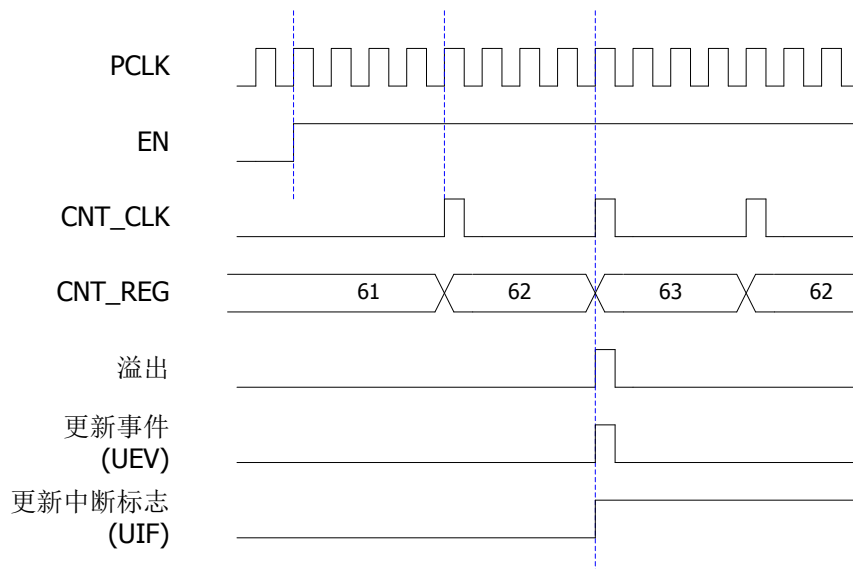 PCLK
EN
CNT_CLK
CNT_REG
61 62 63 62
溢出
更新事件
(UEV)
更新中断标志
(UIF)